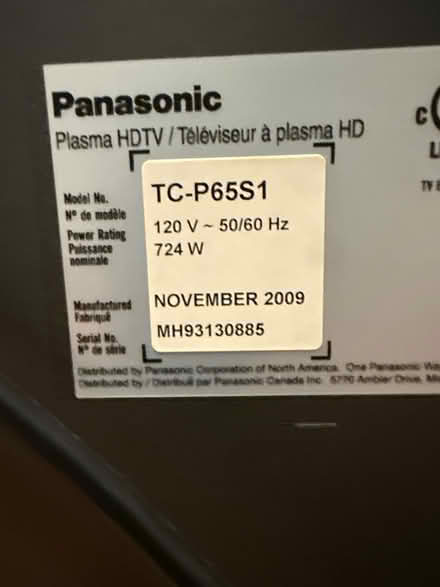 Panasonic
Plasma HDTV / Téléviseur à plasma HD
Model No.
N° de modèle
TC-P65S1
Power Rating
Puissance
nominale
120 V ~ 50/60 Hz
724 W
Manufactured
Fabriqué
NOVEMBER 2009
Serial No.
N° de série
MH93130885
Distributed by Panasonic Corporation of North America. One Panasonic
Distributed by / Distribué par Panasonic Canada Inc. 5770 Ambler Drive,
C
TV